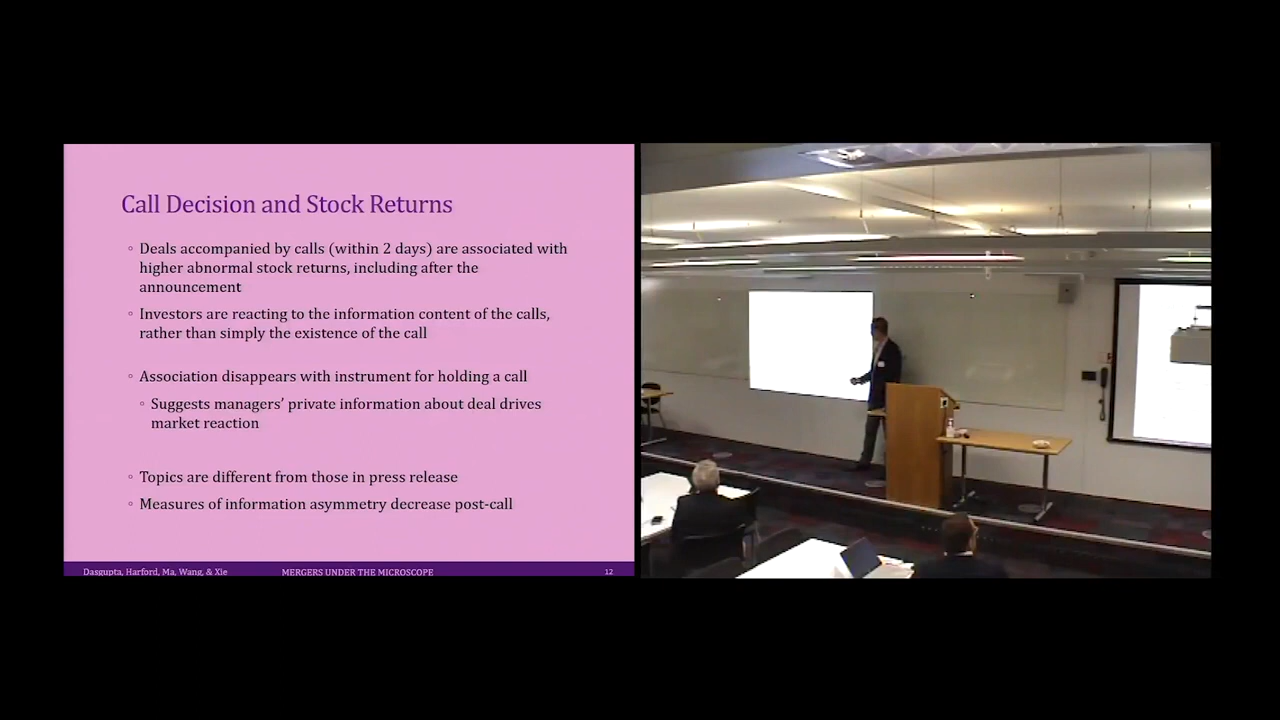 Call Decision and Stock Returns
◦ Deals accompanied by calls (within 2 days) are associated with
higher abnormal stock returns, including after the
announcement
◦ Investors are reacting to the information content of the calls,
rather than simply the existence of the call
◦ Association disappears with instrument for holding a call
◦ Suggests managers’ private information about deal drives
market reaction
◦ Topics are different from those in press release
◦ Measures of information asymmetry decrease post-call
Dasgupta, Harford, Ma, Wang, & Xie MERGERS UNDER THE MICROSCOPE 12